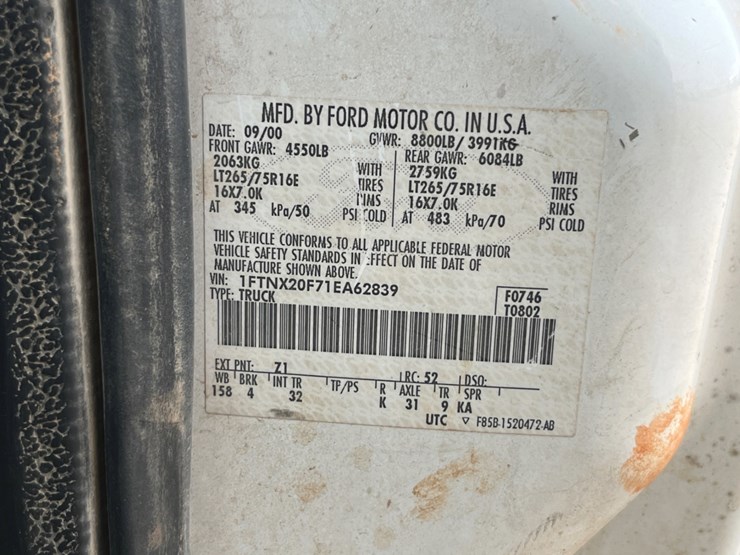 MFD. BY FORD MOTOR CO. IN U.S.A.
DATE: 09/00 GVWR: 8800LB/ 3991KG
FRONT GAWR: 4550LB REAR GAWR: 6084LB
2063KG WITH 2759KG WITH
LT265/75R16E TIRES LT265/75R16E TIRES
16X7.0K RIMS 16X7.0K RIMS
AT 345 kPa/50 PSI COLD AT 483 kPa/70 PSI COLD
THIS VEHICLE CONFORMS TO ALL APPLICABLE FEDERAL MOTOR
VEHICLE SAFETY STANDARDS IN EFFECT ON THE DATE OF
MANUFACTURE SHOWN ABOVE.
VIN: 1FTNX20F71EA62839 F0746
TYPE: TRUCK T0802
EXT PNT: Z1 RC: 52 DSO:
WB BRK INT TR TP/PS R AXLE TR SPR
158 4 32 K 31 9 KA
UTC ▽ F85B-1520472-AB